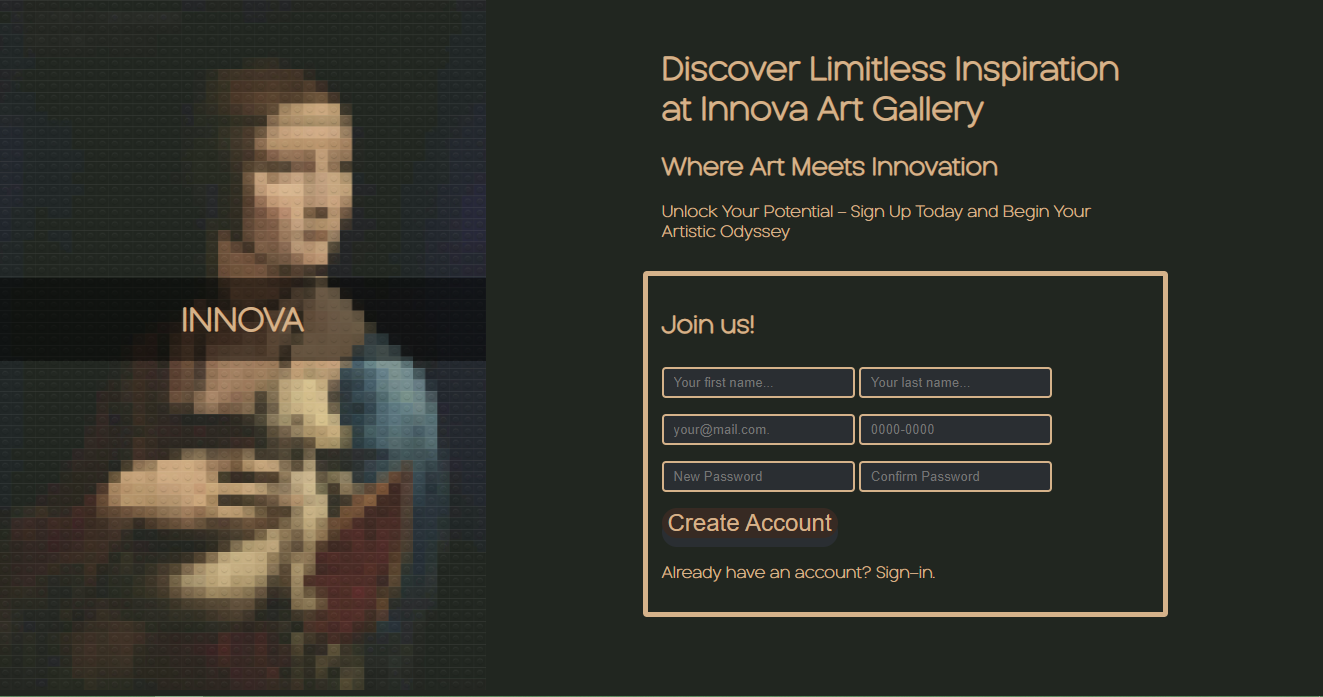 INNOVA
Discover Limitless Inspiration
at Innova Art Gallery
Where Art Meets Innovation
Unlock Your Potential – Sign Up Today and Begin Your
Artistic Odyssey
Join us!
Your first name...
Your last name...
your@mail.com.
0000-0000
New Password
Confirm Password
Create Account
Already have an account? Sign-in.